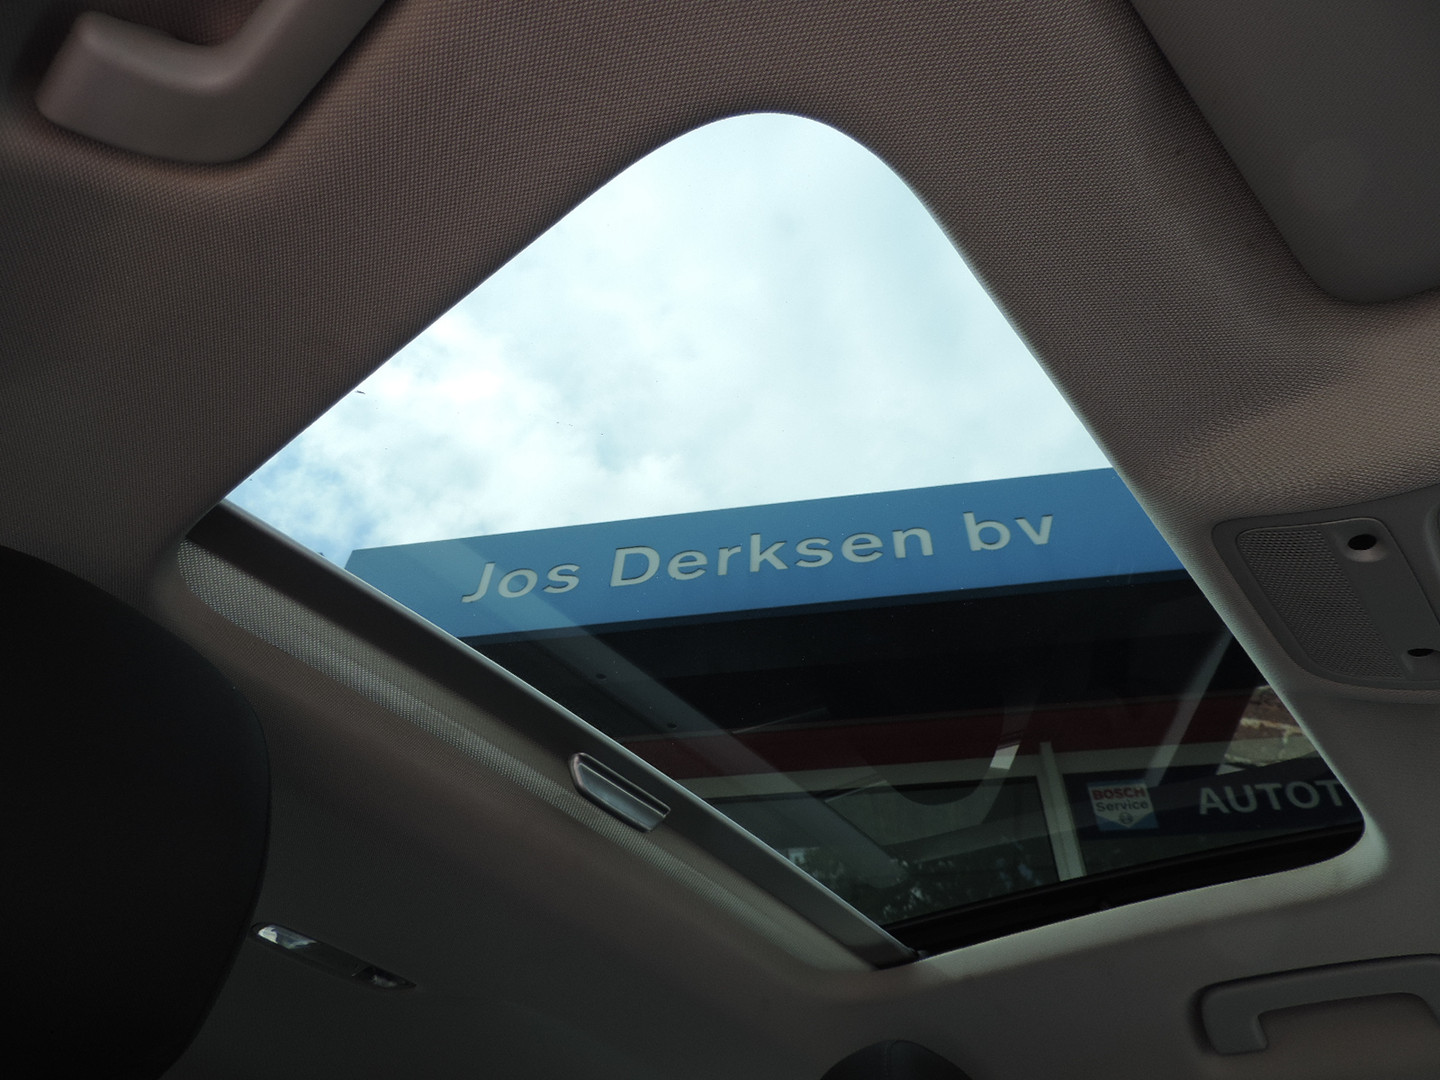 Jos Derksen bv
BOSCH
Service
AUTOT